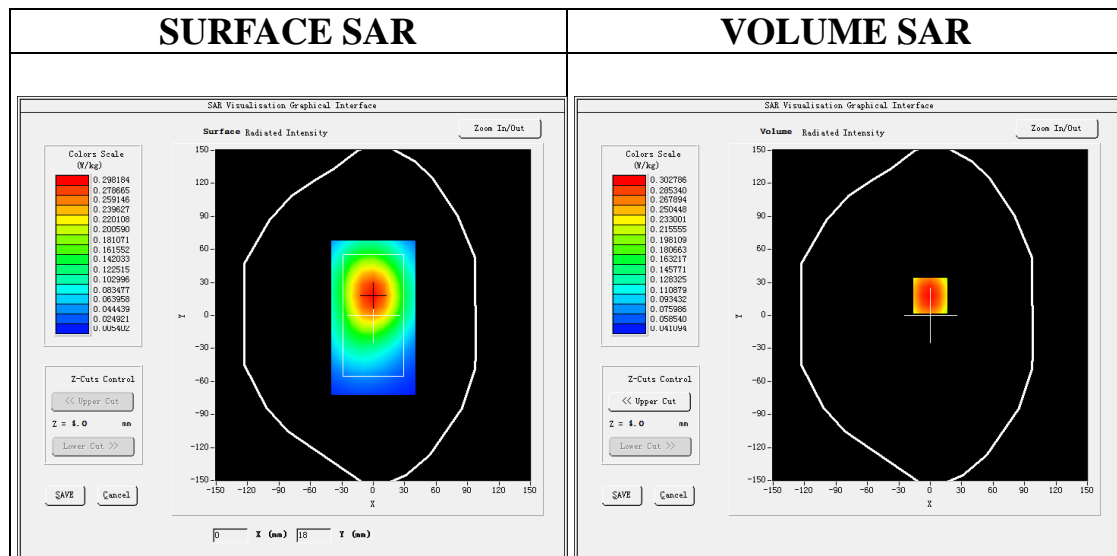 SURFACE SAR
VOLUME SAR
SAR Visualisation Graphical Interface
Surface Radiated Intensity
Zoom In/Out
Colors Scale
(W/kg)
0.298184
0.278665
0.259146
0.239627
0.220108
0.200590
0.181071
0.161552
0.142033
0.122515
0.102996
0.083477
0.063958
0.044439
0.024921
0.005402
Z-Cuts Control
<< Upper Cut
Z = 4.0 mm
Lower Cut >>
SAVE
Cancel
150
120
90
60
30
0
-30
-60
-90
-120
-150
Y
-150 -120 -90 -60 -30 0 30 60 90 120 150
X
0 X (mm) 18 Y (mm)
SAR Visualisation Graphical Interface
Volume Radiated Intensity
Zoom In/Out
Colors Scale
(W/kg)
0.302786
0.285340
0.267894
0.250448
0.233001
0.215555
0.198109
0.180663
0.163217
0.145771
0.128325
0.110879
0.093432
0.075986
0.058540
0.041094
Z-Cuts Control
<< Upper Cut
Z = 4.0 mm
Lower Cut >>
SAVE
Cancel
150
120
90
60
30
0
-30
-60
-90
-120
-150
Y
-150 -120 -90 -60 -30 0 30 60 90 120 150
X